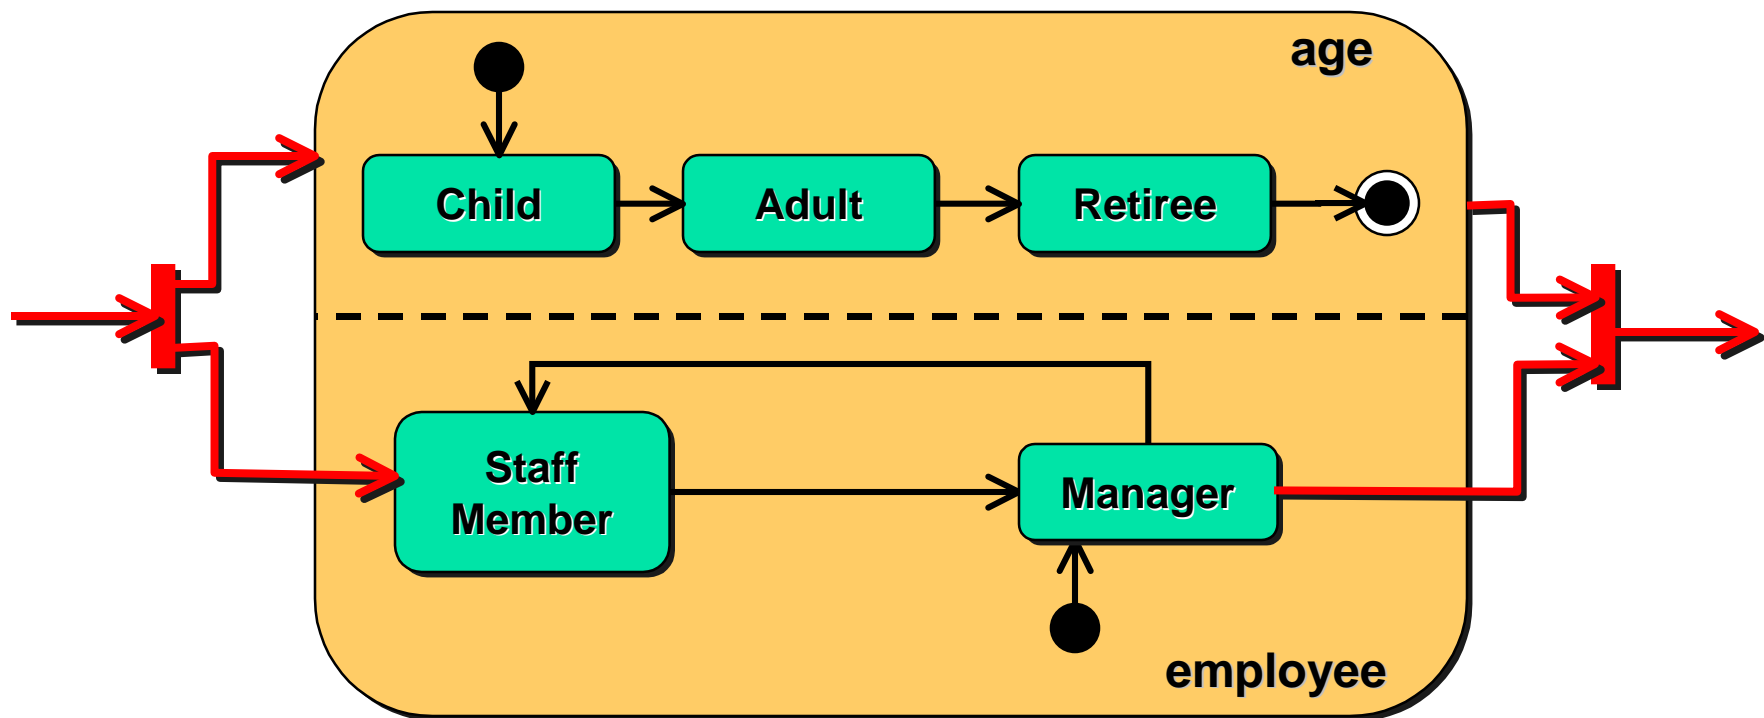 age
Child
Adult
Retiree
Staff
Member
Manager
employee